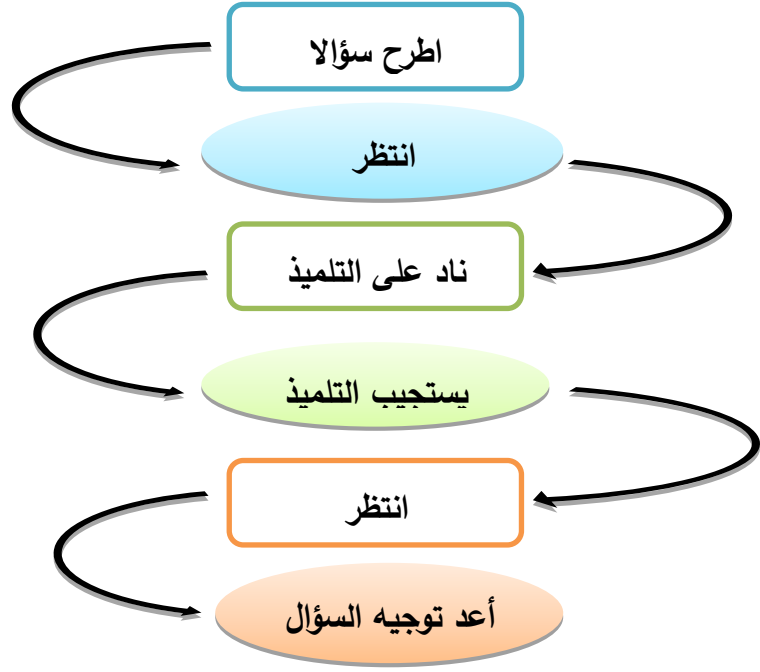 اطرح سؤالا
انتظر
ناد على التلميذ
يستجيب التلميذ
انتظر
أعد توجيه السؤال